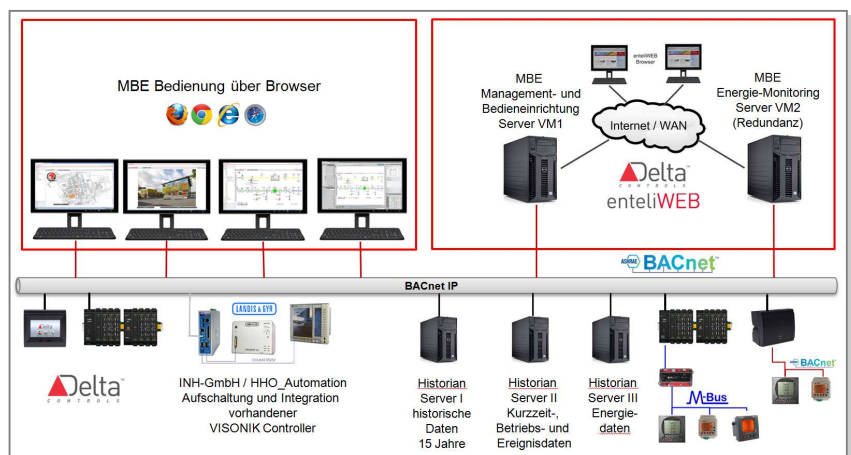 MBE Bedienung über Browser
enteliWEB
Browser
MBE
Management- und
Bedieneinrichtung
Server VM1
Internet / WAN
MBE
Energie-Monitoring
Server VM2
(Redundanz)
Delta
CONTROLS
enteliWEB
ASHRAE BACnet™
BACnet IP
LANDIS & GYR
Delta
CONTROLS
INH-GmbH / HHO_Automation
Aufschaltung und Integration
vorhandener
VISONIK Controller
Historian
Server I
historische
Daten
15 Jahre
Historian
Server II
Kurzzeit-,
Betriebs- und
Ereignisdaten
Historian
Server III
Energie-
daten
M-Bus
BACnet™